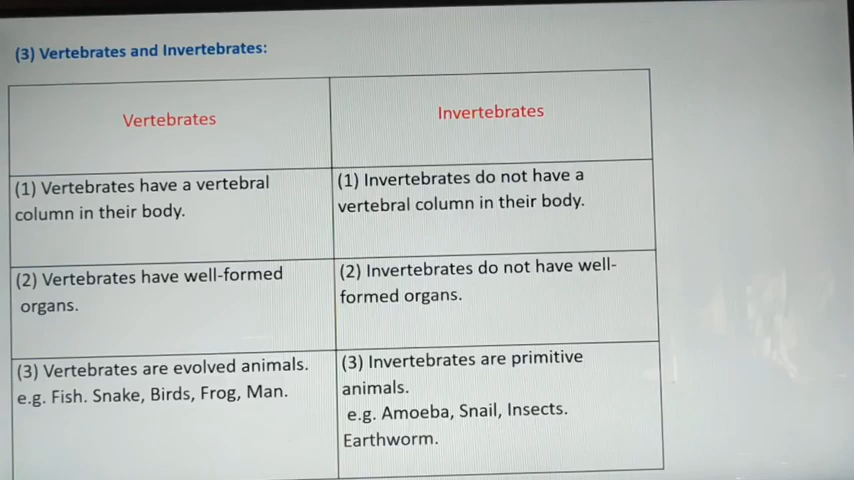 (3) Vertebrates and Invertebrates:
Vertebrates
Invertebrates
(1) Vertebrates have a vertebral
column in their body.
(1) Invertebrates do not have a
vertebral column in their body.
(2) Vertebrates have well-formed
organs.
(2) Invertebrates do not have well-
formed organs.
(3) Vertebrates are evolved animals.
e.g. Fish. Snake, Birds, Frog, Man.
(3) Invertebrates are primitive
animals.
e.g. Amoeba, Snail, Insects.
Earthworm.